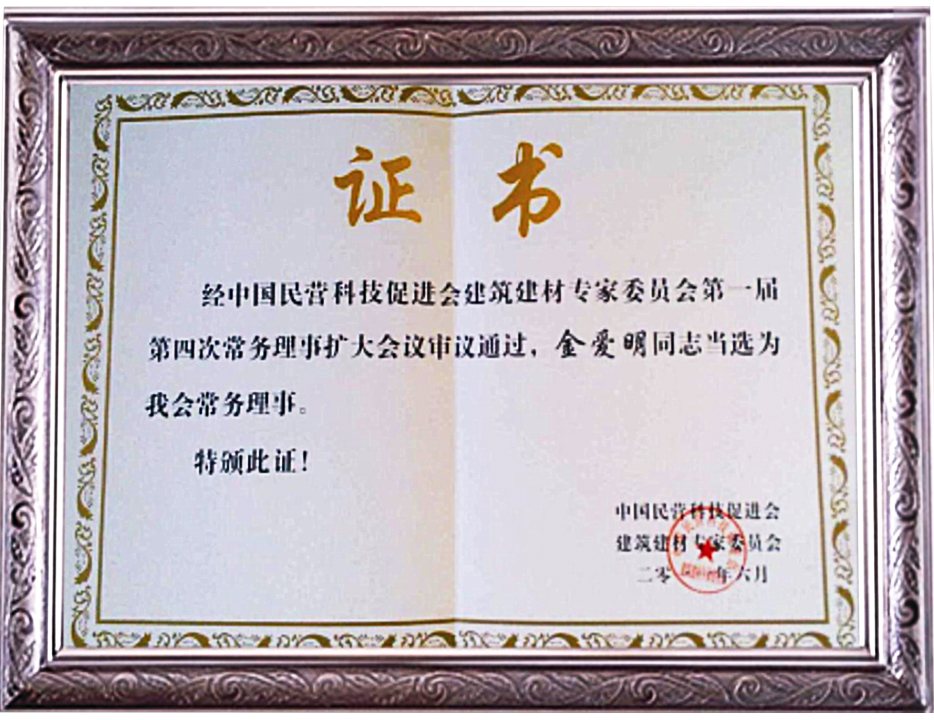 证书
经中国民营科技促进会建筑建材专家委员会第一届
第四次常务理事扩大会议审议通过，金爱明同志当选为
我会常务理事。
特颁此证！
中国民营科技促进会
建筑建材专家委员会
二零 年六月